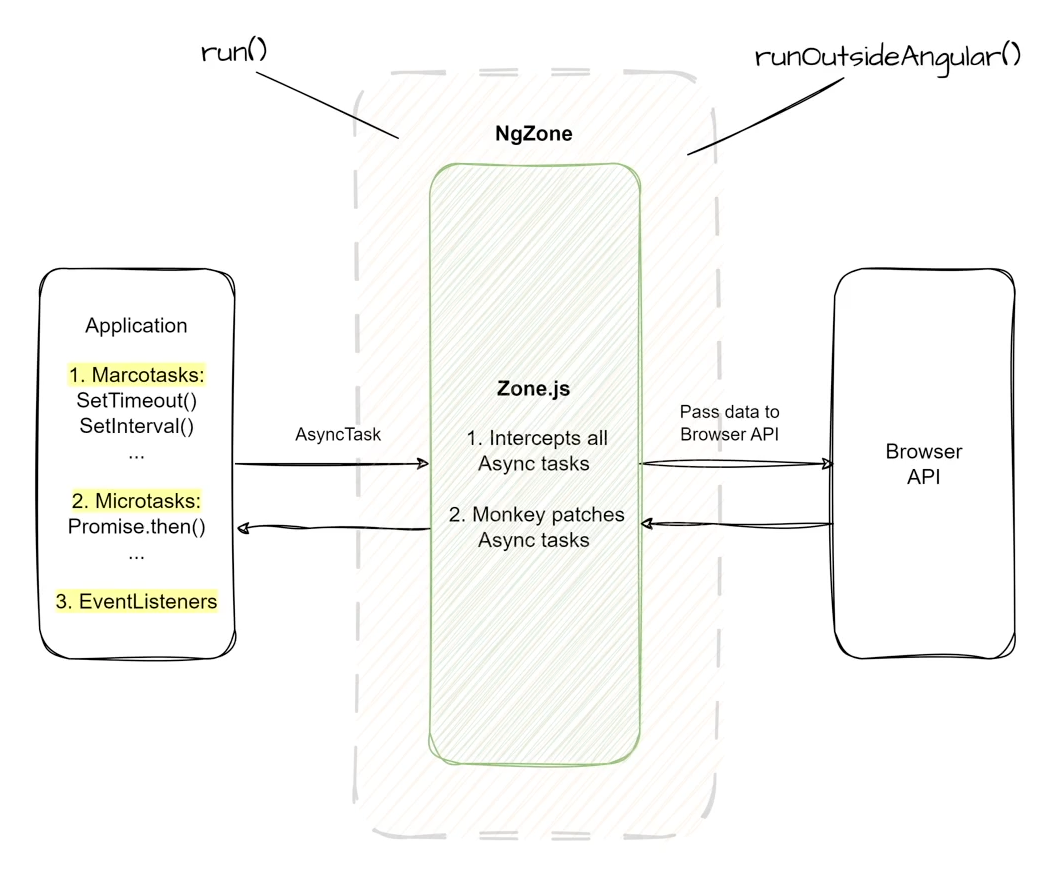 run()
runOutsideAngular()
NgZone
Application
1. Marcotasks:
SetTimeout()
SetInterval()
...
2. Microtasks:
Promise.then()
...
3. EventListeners
AsyncTask
Zone.js
1. Intercepts all
Async tasks
2. Monkey patches
Async tasks
Pass data to
Browser API
Browser
API